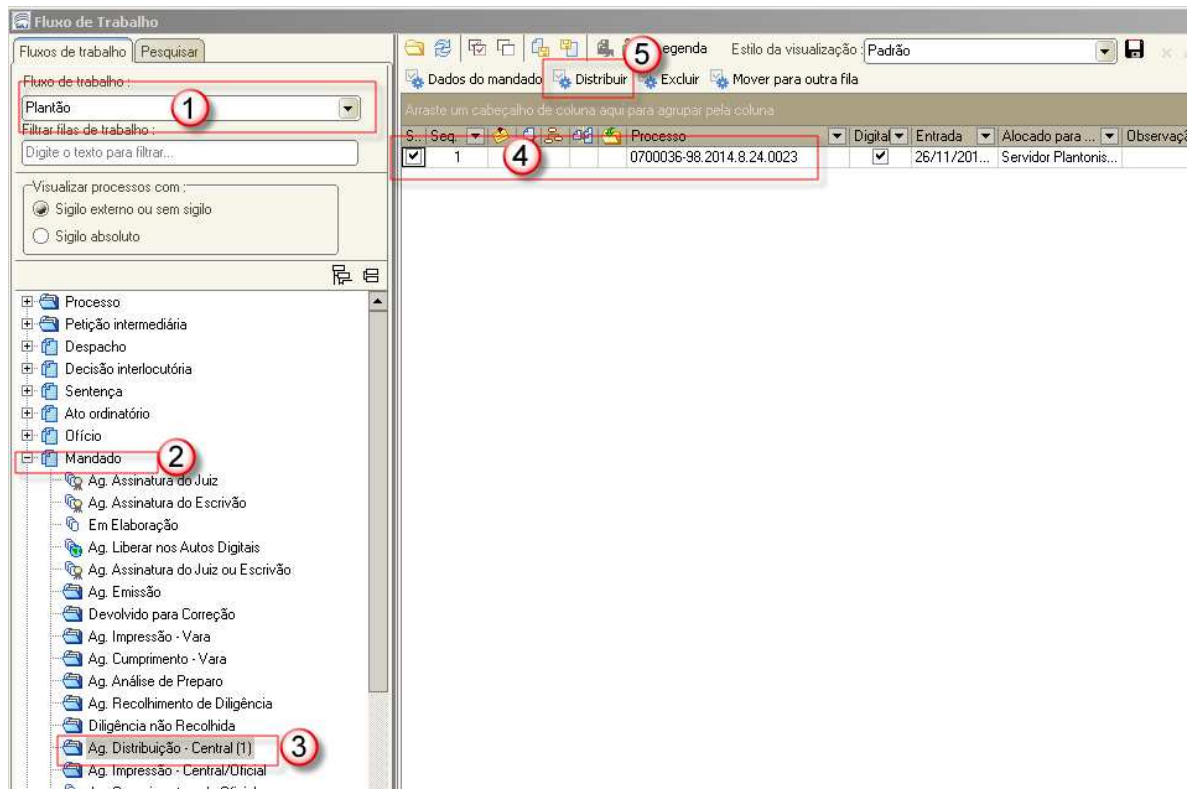 Fluxo de Trabalho
Fluxos de trabalho Pesquisar
Fluxo de trabalho :
Plantão
1
Filtrar filas de trabalho :
Digite o texto para filtrar...
Visualizar processos com :
Sigilo externo ou sem sigilo
Sigilo absoluto
Processo
Petição intermediária
Despacho
Decisão interlocutória
Sentença
Ato ordinatório
Ofício
Mandado
2
Ag. Assinatura do Juiz
Ag. Assinatura do Escrivão
Em Elaboração
Ag. Liberar nos Autos Digitais
Ag. Assinatura do Juiz ou Escrivão
Ag. Emissão
Devolvido para Correção
Ag. Impressão - Vara
Ag. Cumprimento - Vara
Ag. Análise de Preparo
Ag. Recolhimento de Diligência
Diligência não Recolhida
Ag. Distribuição - Central (1)
3
Ag. Impressão - Central/Oficial
5
egenda Estilo da visualização : Padrão
Dados do mandado Distribuir Excluir Mover para outra fila
Arraste um cabeçalho de coluna aqui para agrupar pela coluna
S.. Seq. Processo Digital Entrada Alocado para ... Observaçã
1 4 0700036-98.2014.8.24.0023 26/11/201... Servidor Plantonis...